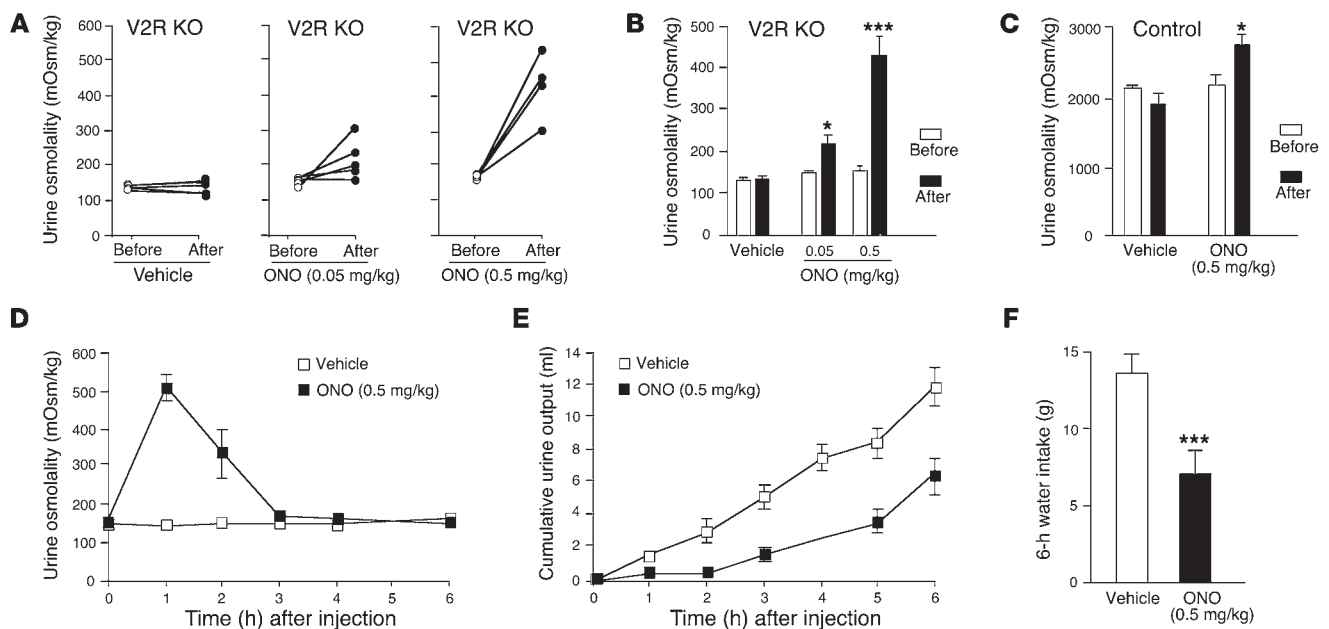 A
V2R KO
V2R KO
V2R KO
Urine osmolality (mOsm/kg)
600
500
400
300
200
100
0
Before After
Vehicle
Before After
ONO (0.05 mg/kg)
Before After
ONO (0.5 mg/kg)
B
V2R KO
Urine osmolality (mOsm/kg)
500
400
300
200
100
0
*
***
Vehicle
0.05 0.5
ONO (mg/kg)
Before
After
C
Control
Urine osmolality (mOsm/kg)
3000
2000
1000
0
*
Vehicle
ONO
(0.5 mg/kg)
Before
After
D
Urine osmolality (mOsm/kg)
600
500
400
300
200
100
0
Vehicle
ONO (0.5 mg/kg)
0 1 2 3 4 5 6
Time (h) after injection
E
Cumulative urine output (ml)
14
12
10
8
6
4
2
0
Vehicle
ONO (0.5 mg/kg)
0 1 2 3 4 5 6
Time (h) after injection
F
6-h water intake (g)
15
10
5
0
***
Vehicle
ONO
(0.5 mg/kg)